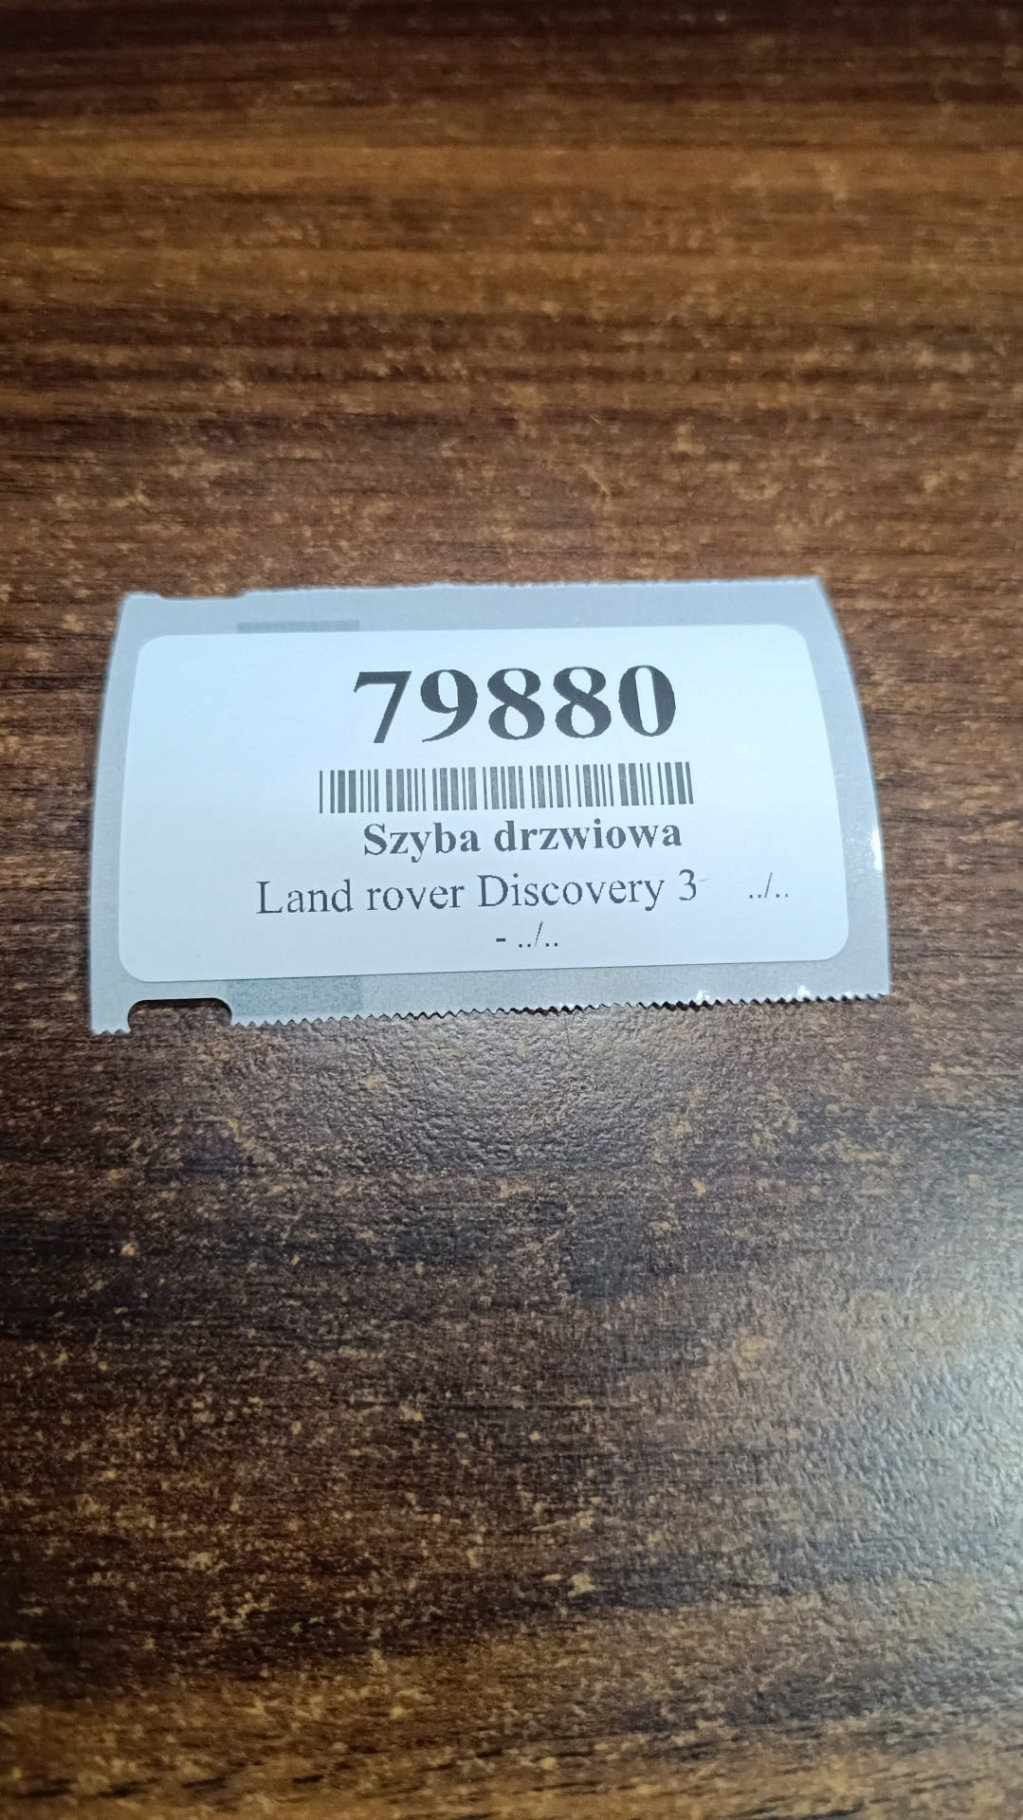 79880
Szyba drzwiowa
Land rover Discovery 3 ../..
- ../..